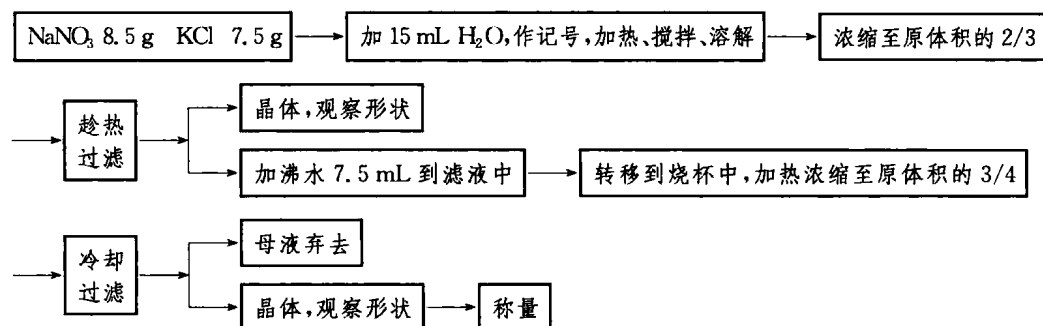 NaNO₃ 8.5 g KCl 7.5 g
加 15 mL H₂O,作记号,加热、搅拌、溶解
浓缩至原体积的 2/3
趁热
过滤
晶体,观察形状
加沸水 7.5 mL 到滤液中
转移到烧杯中,加热浓缩至原体积的 3/4
冷却
过滤
母液弃去
晶体,观察形状
称量